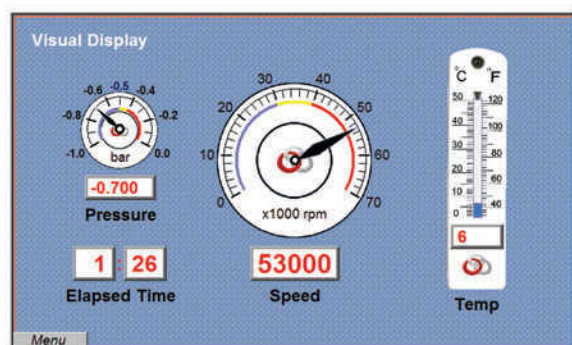 Visual Display
-1.0 -0.8 -0.6 -0.5 -0.4 -0.2 0.0
bar
-0.700
Pressure
0 10 20 30 40 50 60 70
x1000 rpm
53000
Speed
°C °F
50 40 30 20 10 0
120 100 80 60 40
6
Temp
1 : 26
Elapsed Time
Menu